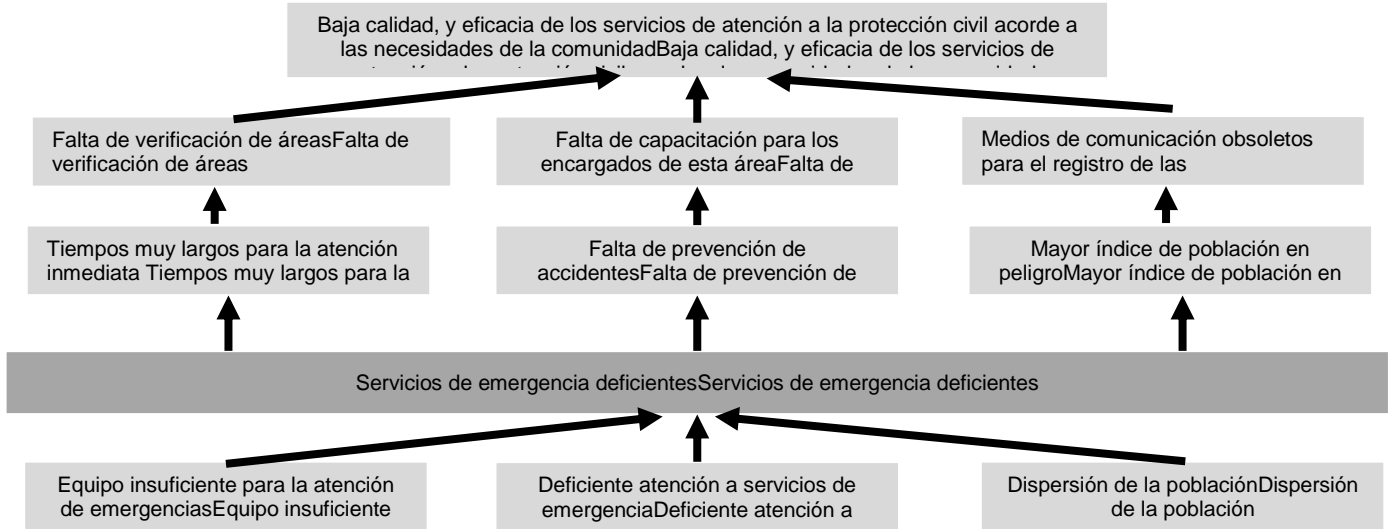 Baja calidad, y eficacia de los servicios de atención a la protección civil acorde a
las necesidades de la comunidadBaja calidad, y eficacia de los servicios de
Falta de verificación de áreasFalta de
verificación de áreas
Falta de capacitación para los
encargados de esta áreaFalta de
Medios de comunicación obsoletos
para el registro de las
Tiempos muy largos para la atención
inmediata Tiempos muy largos para la
Falta de prevención de
accidentesFalta de prevención de
Mayor índice de población en
peligroMayor índice de población en
Servicios de emergencia deficientesServicios de emergencia deficientes
Equipo insuficiente para la atención
de emergenciasEquipo insuficiente
Deficiente atención a servicios de
emergenciaDeficiente atención a
Dispersión de la poblaciónDispersión
de la población